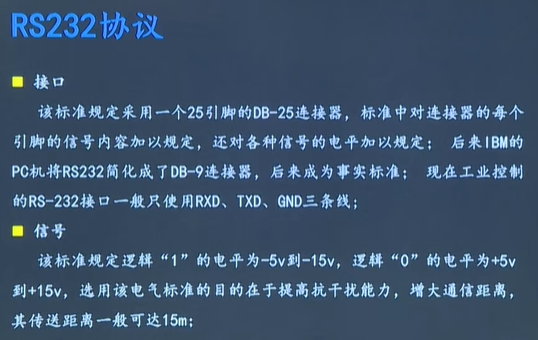 RS232协议
接口
该标准规定采用一个25引脚的DB-25连接器，标准中对连接器的每个
引脚的信号内容加以规定，还对各种信号的电平加以规定； 后来IBM的
PC机将RS232简化成了DB-9连接器，后来成为事实标准； 现在工业控制
的RS-232接口一般只使用RXD、TXD、GND三条线；
信号
该标准规定逻辑“1”的电平为-5v到-15v，逻辑“0”的电平为+5v
到+15v，选用该电气标准的目的在于提高抗干扰能力，增大通信距离，
其传送距离一般可达15m；